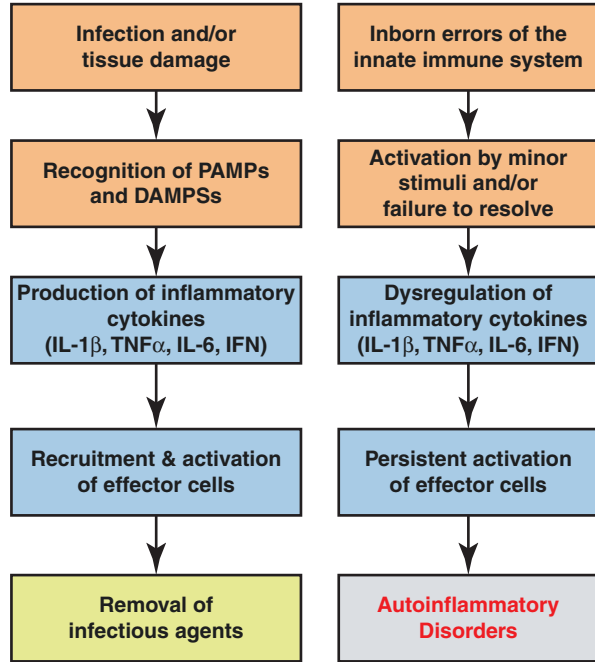 Infection and/or
tissue damage
Recognition of PAMPs
and DAMPSs
Production of inflammatory
cytokines
(IL-1β, TNFα, IL-6, IFN)
Recruitment & activation
of effector cells
Removal of
infectious agents
Inborn errors of the
innate immune system
Activation by minor
stimuli and/or
failure to resolve
Dysregulation of
inflammatory cytokines
(IL-1β, TNFα, IL-6, IFN)
Persistent activation
of effector cells
Autoinflammatory
Disorders